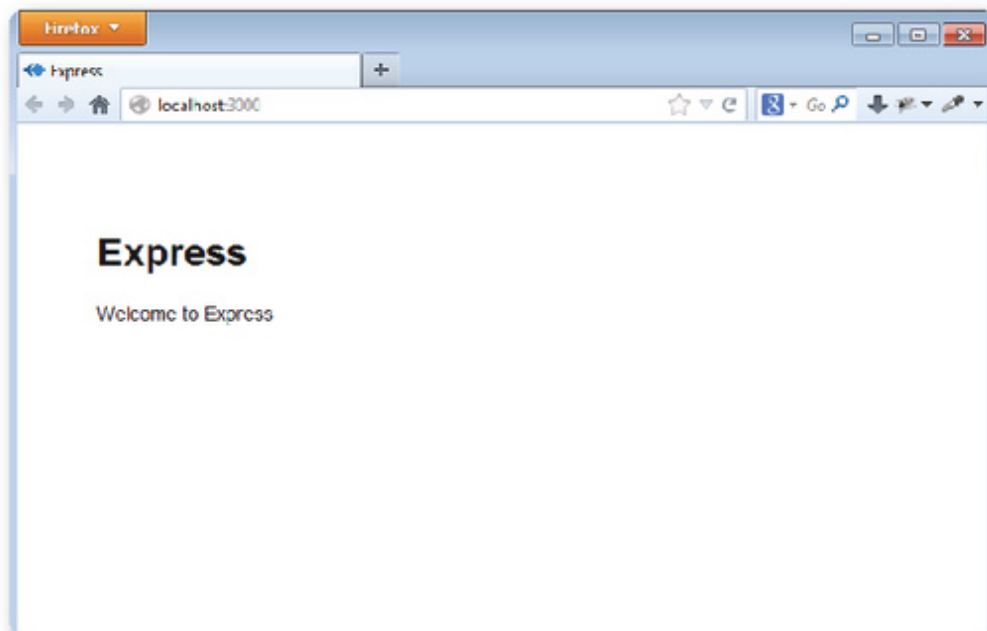 Firefox
Express
localhost:3000
Go
Express
Welcome to Express